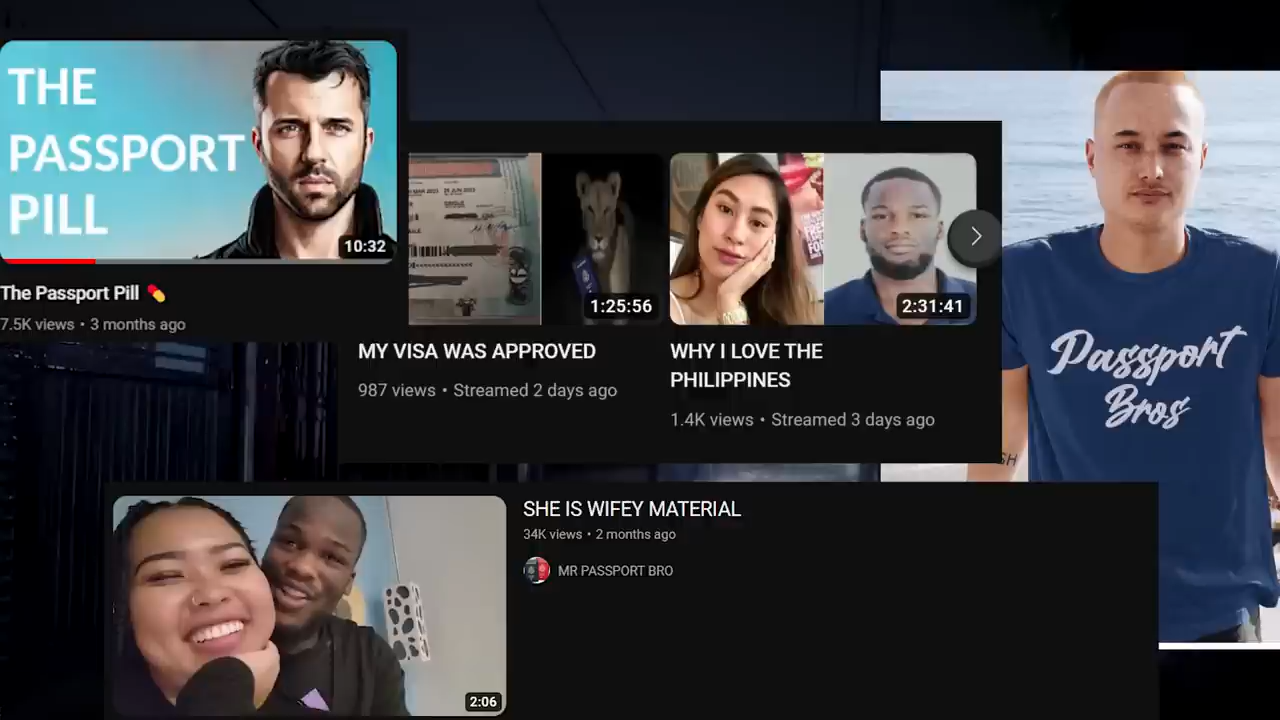 THE
PASSPORT
PILL
10:32
The Passport Pill 💊
7.5K views • 3 months ago
1:25:56
MY VISA WAS APPROVED
987 views • Streamed 2 days ago
2:31:41
WHY I LOVE THE
PHILIPPINES
1.4K views • Streamed 3 days ago
Passport
Bros
SH
2:06
SHE IS WIFEY MATERIAL
34K views • 2 months ago
MR PASSPORT BRO